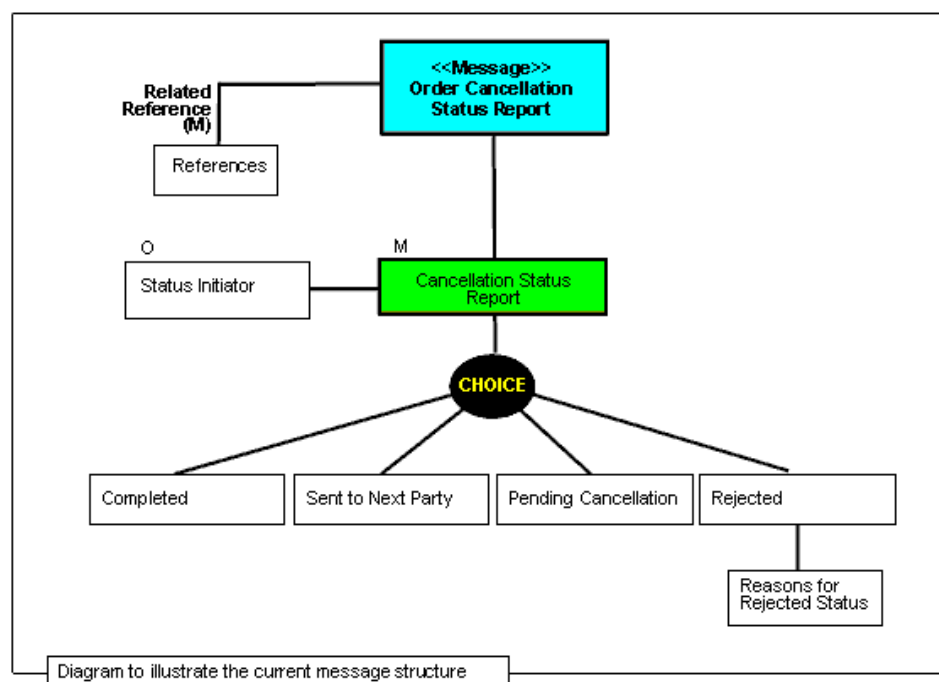 <<Message>>
Order Cancellation
Status Report
Related
Reference
(M)
References
O
Status Initiator
M
Cancellation Status
Report
CHOICE
Completed
Sent to Next Party
Pending Cancellation
Rejected
Reasons for
Rejected Status
Diagram to illustrate the current message structure